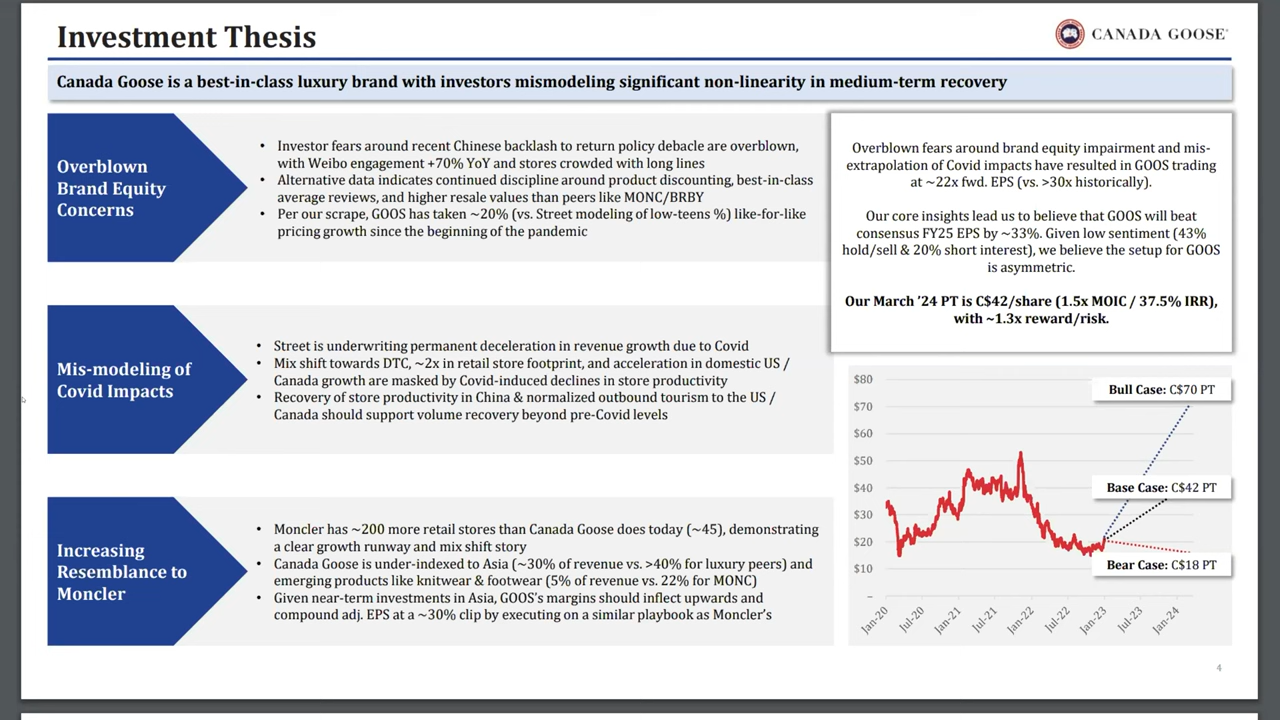 Investment Thesis
CANADA GOOSE
Canada Goose is a best-in-class luxury brand with investors mismodeling significant non-linearity in medium-term recovery
Overblown
Brand Equity
Concerns
• Investor fears around recent Chinese backlash to return policy debacle are overblown,
with Weibo engagement +70% YoY and stores crowded with long lines
• Alternative data indicates continued discipline around product discounting, best-in-class
average reviews, and higher resale values than peers like MONC/BRBY
• Per our scrape, GOOS has taken ~20% (vs. Street modeling of low-teens %) like-for-like
pricing growth since the beginning of the pandemic
Mis-modeling of
Covid Impacts
• Street is underwriting permanent deceleration in revenue growth due to Covid
• Mix shift towards DTC, ~2x in retail store footprint, and acceleration in domestic US /
Canada growth are masked by Covid-induced declines in store productivity
• Recovery of store productivity in China & normalized outbound tourism to the US /
Canada should support volume recovery beyond pre-Covid levels
Increasing
Resemblance to
Moncler
• Moncler has ~200 more retail stores than Canada Goose does today (~45), demonstrating
a clear growth runway and mix shift story
• Canada Goose is under-indexed to Asia (~30% of revenue vs. >40% for luxury peers) and
emerging products like knitwear & footwear (5% of revenue vs. 22% for MONC)
• Given near-term investments in Asia, GOOS's margins should inflect upwards and
compound adj. EPS at a ~30% clip by executing on a similar playbook as Moncler's
Overblown fears around brand equity impairment and mis-
extrapolation of Covid impacts have resulted in GOOS trading
at ~22x fwd. EPS (vs. >30x historically).
Our core insights lead us to believe that GOOS will beat
consensus FY25 EPS by ~33%. Given low sentiment (43%
hold/sell & 20% short interest), we believe the setup for GOOS
is asymmetric.
Our March '24 PT is C$42/share (1.5x MOIC / 37.5% IRR),
with ~1.3x reward/risk.
$80
$70
$60
$50
$40
$30
$20
$10
–
Bull Case: C$70 PT
Base Case: C$42 PT
Bear Case: C$18 PT
Jan-20
Jul-20
Jan-21
Jul-21
Jan-22
Jul-22
Jan-23
Jul-23
Jan-24
4